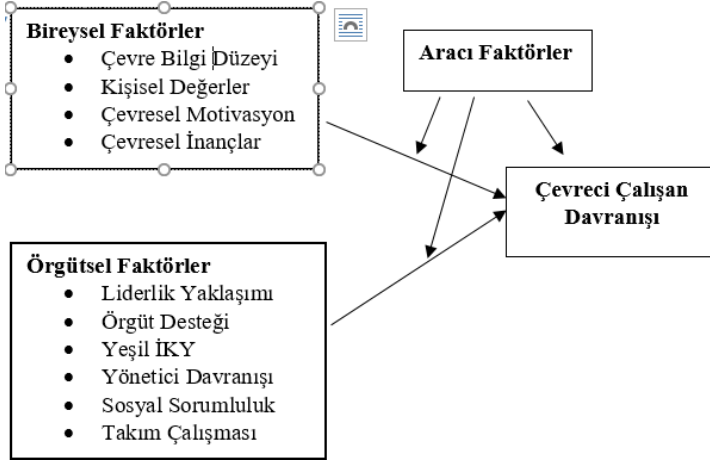 Bireysel Faktörler
• Çevre Bilgi Düzeyi
• Kişisel Değerler
• Çevresel Motivasyon
• Çevresel İnançlar
Aracı Faktörler
Çevreci Çalışan
Davranışı
Örgütsel Faktörler
• Liderlik Yaklaşımı
• Örgüt Desteği
• Yeşil İKY
• Yönetici Davranışı
• Sosyal Sorumluluk
• Takım Çalışması